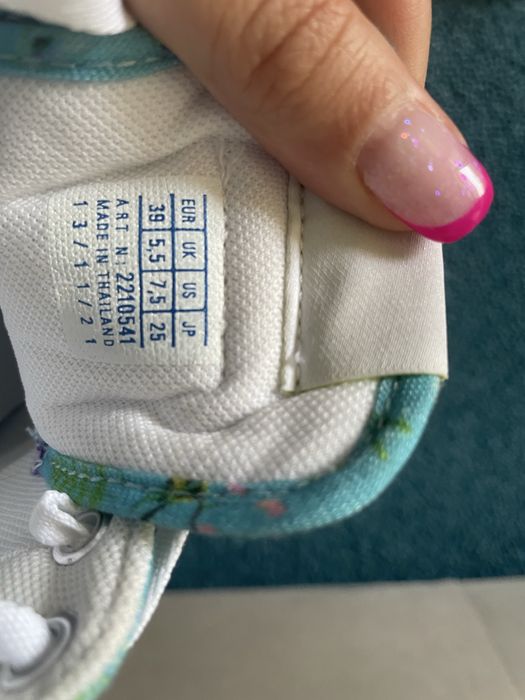 EUR UK US JP
39 5,5 7,5 25
ART N: 2210541
MADE IN THAILAND
13/11/21